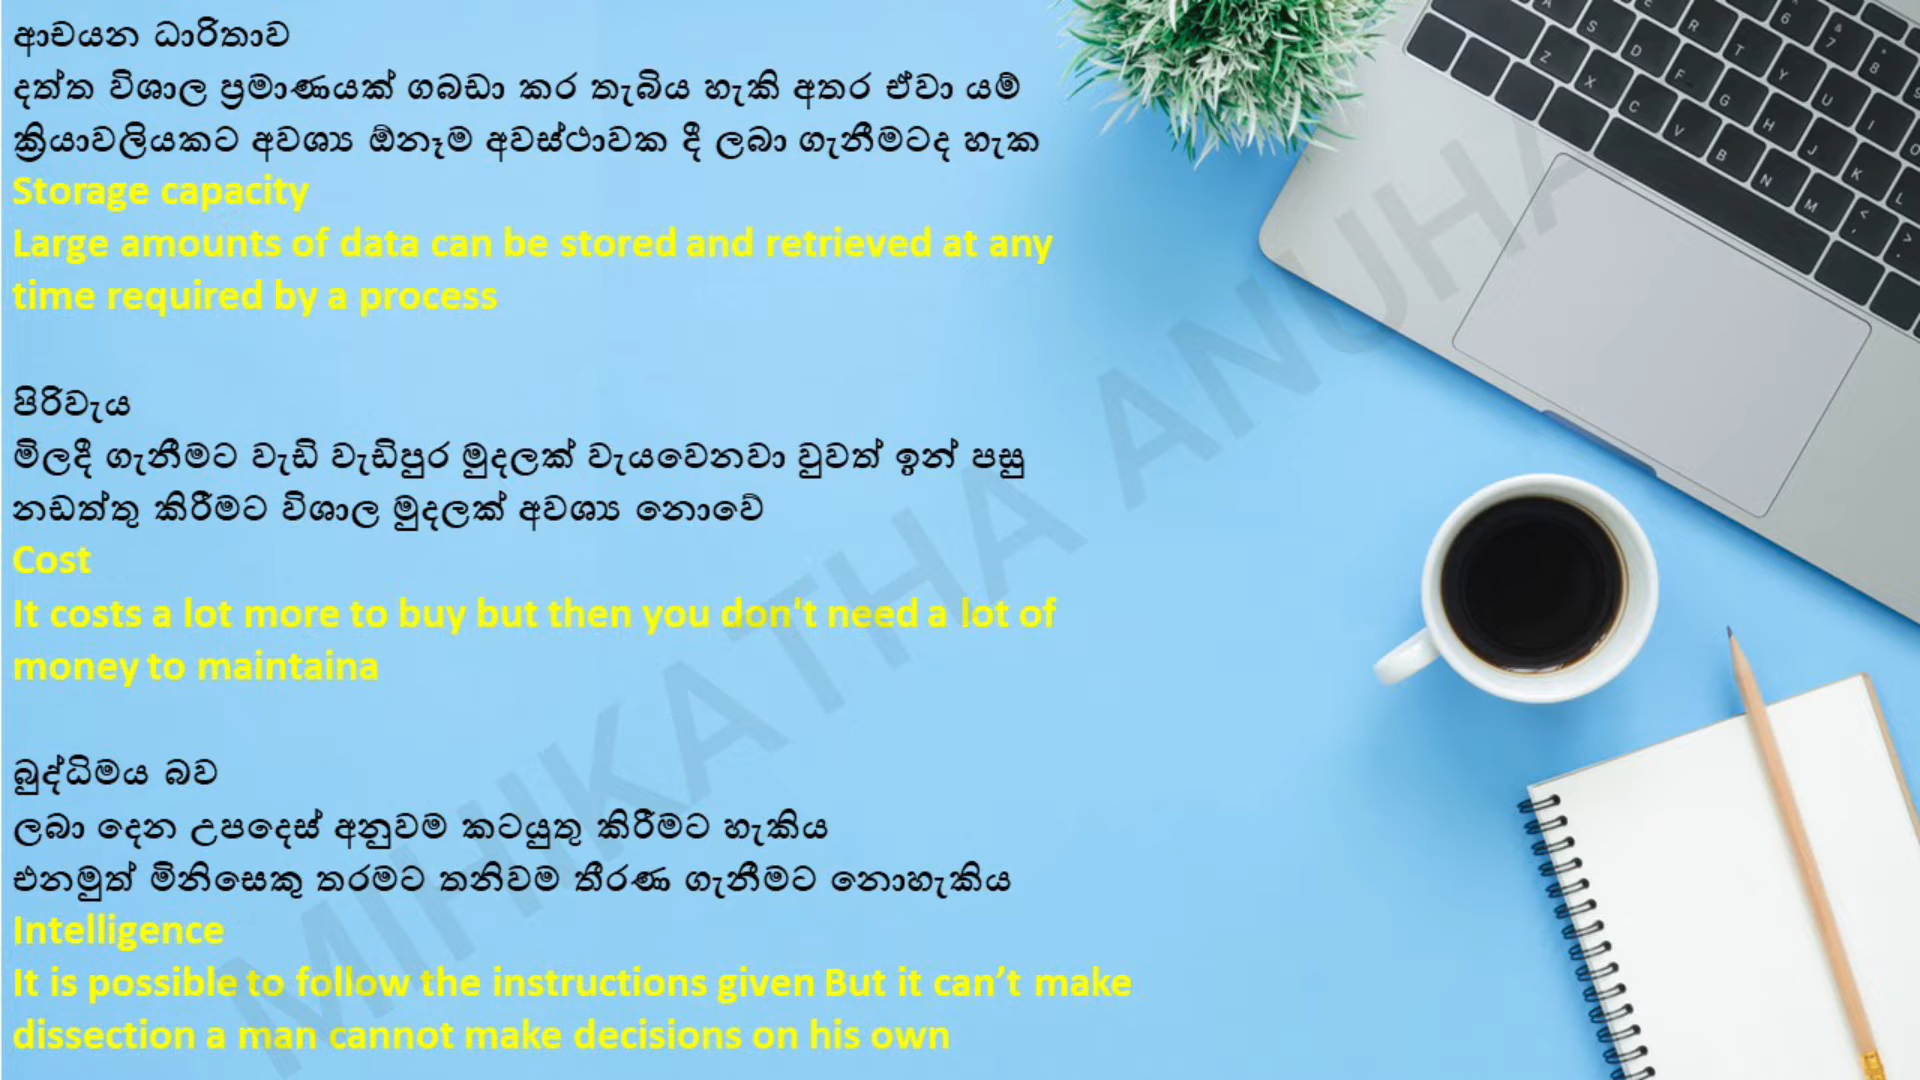 ආචයන ධාරිතාව
දත්ත විශාල ප්‍රමාණයක් ගබඩා කර තැබිය හැකි අතර ඒවා යම්
ක්‍රියාවලියකට අවශ්‍ය ඕනෑම අවස්ථාවක දී ලබා ගැනීමටද හැක
Storage capacity
Large amounts of data can be stored and retrieved at any
time required by a process
පිරිවැය
මිලදී ගැනීමට වැඩි වැඩිපුර මුදලක් වැයවෙනවා වුවත් ඉන් පසු
නඩත්තු කිරීමට විශාල මුදලක් අවශ්‍ය නොවේ
Cost
It costs a lot more to buy but then you don't need a lot of
money to maintaina
බුද්ධිමය බව
ලබා දෙන උපදෙස් අනුවම කටයුතු කිරීමට හැකිය
එනමුත් මිනිසෙකු තරමට තනිවම තීරණ ගැනීමට නොහැකිය
Intelligence
It is possible to follow the instructions given But it can’t make
dissection a man cannot make decisions on his own
MIHIKATHA ANUHA